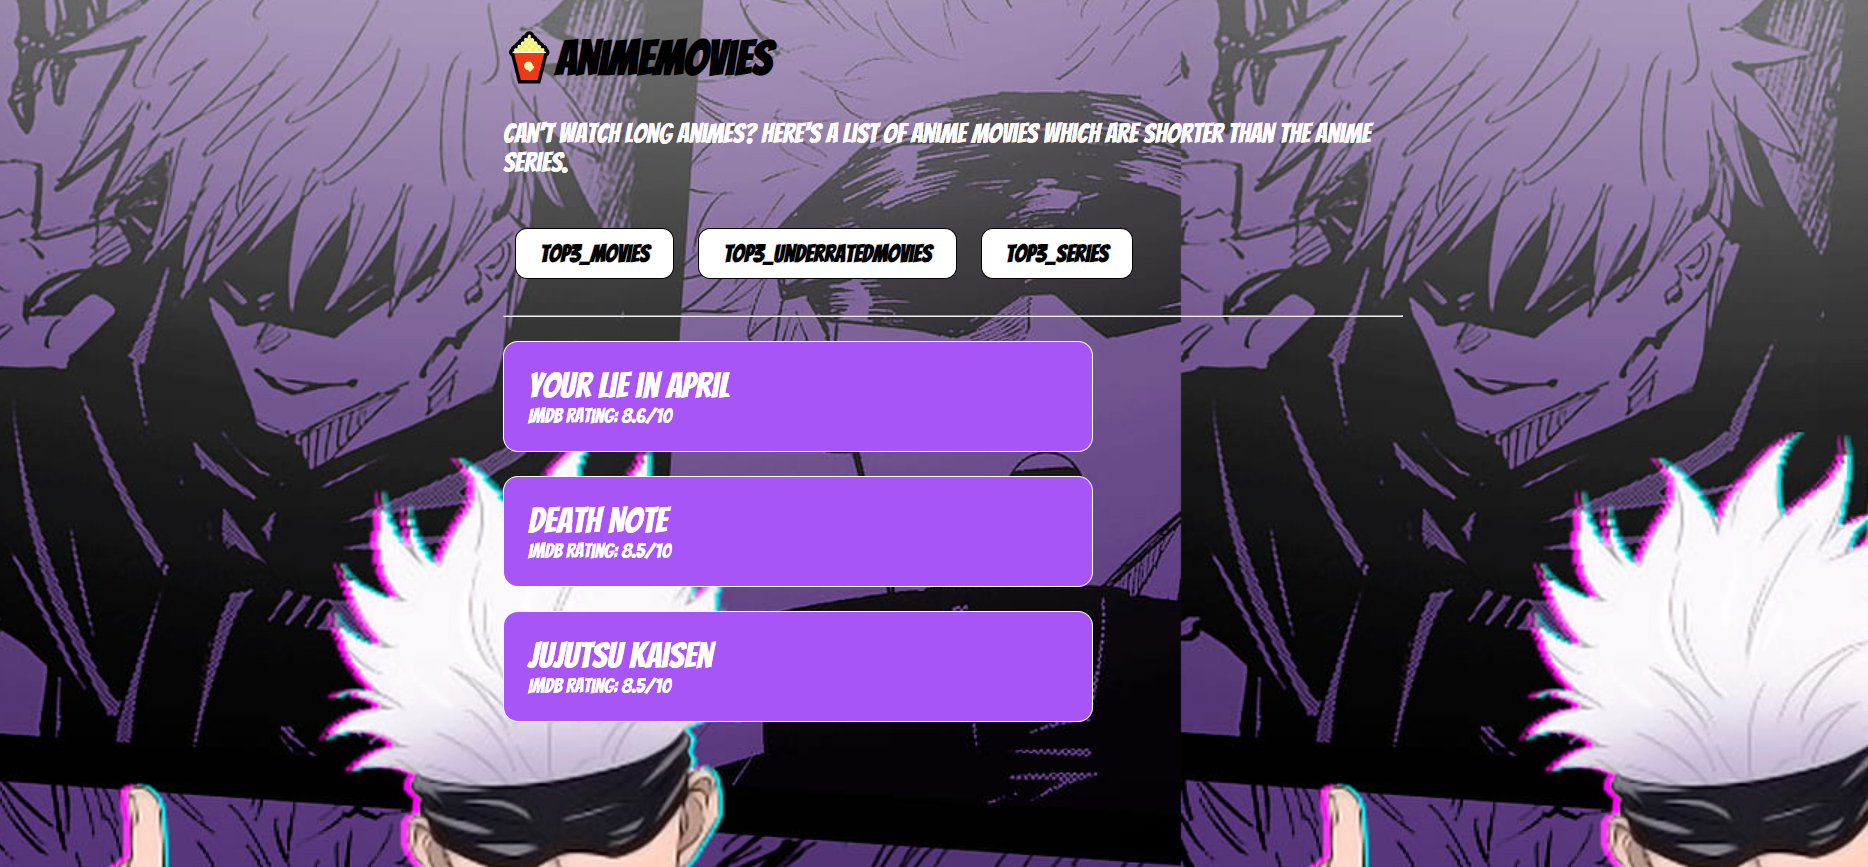 ANIMEMOVIES
CAN'T WATCH LONG ANIMES? HERE'S A LIST OF ANIME MOVIES WHICH ARE SHORTER THAN THE ANIME
SERIES.
TOP3_MOVIES TOP3_UNDERRATEDMOVIES TOP3_SERIES
YOUR LIE IN APRIL
IMDB RATING: 8.6/10
DEATH NOTE
IMDB RATING: 8.5/10
JUJUTSU KAISEN
IMDB RATING: 8.5/10